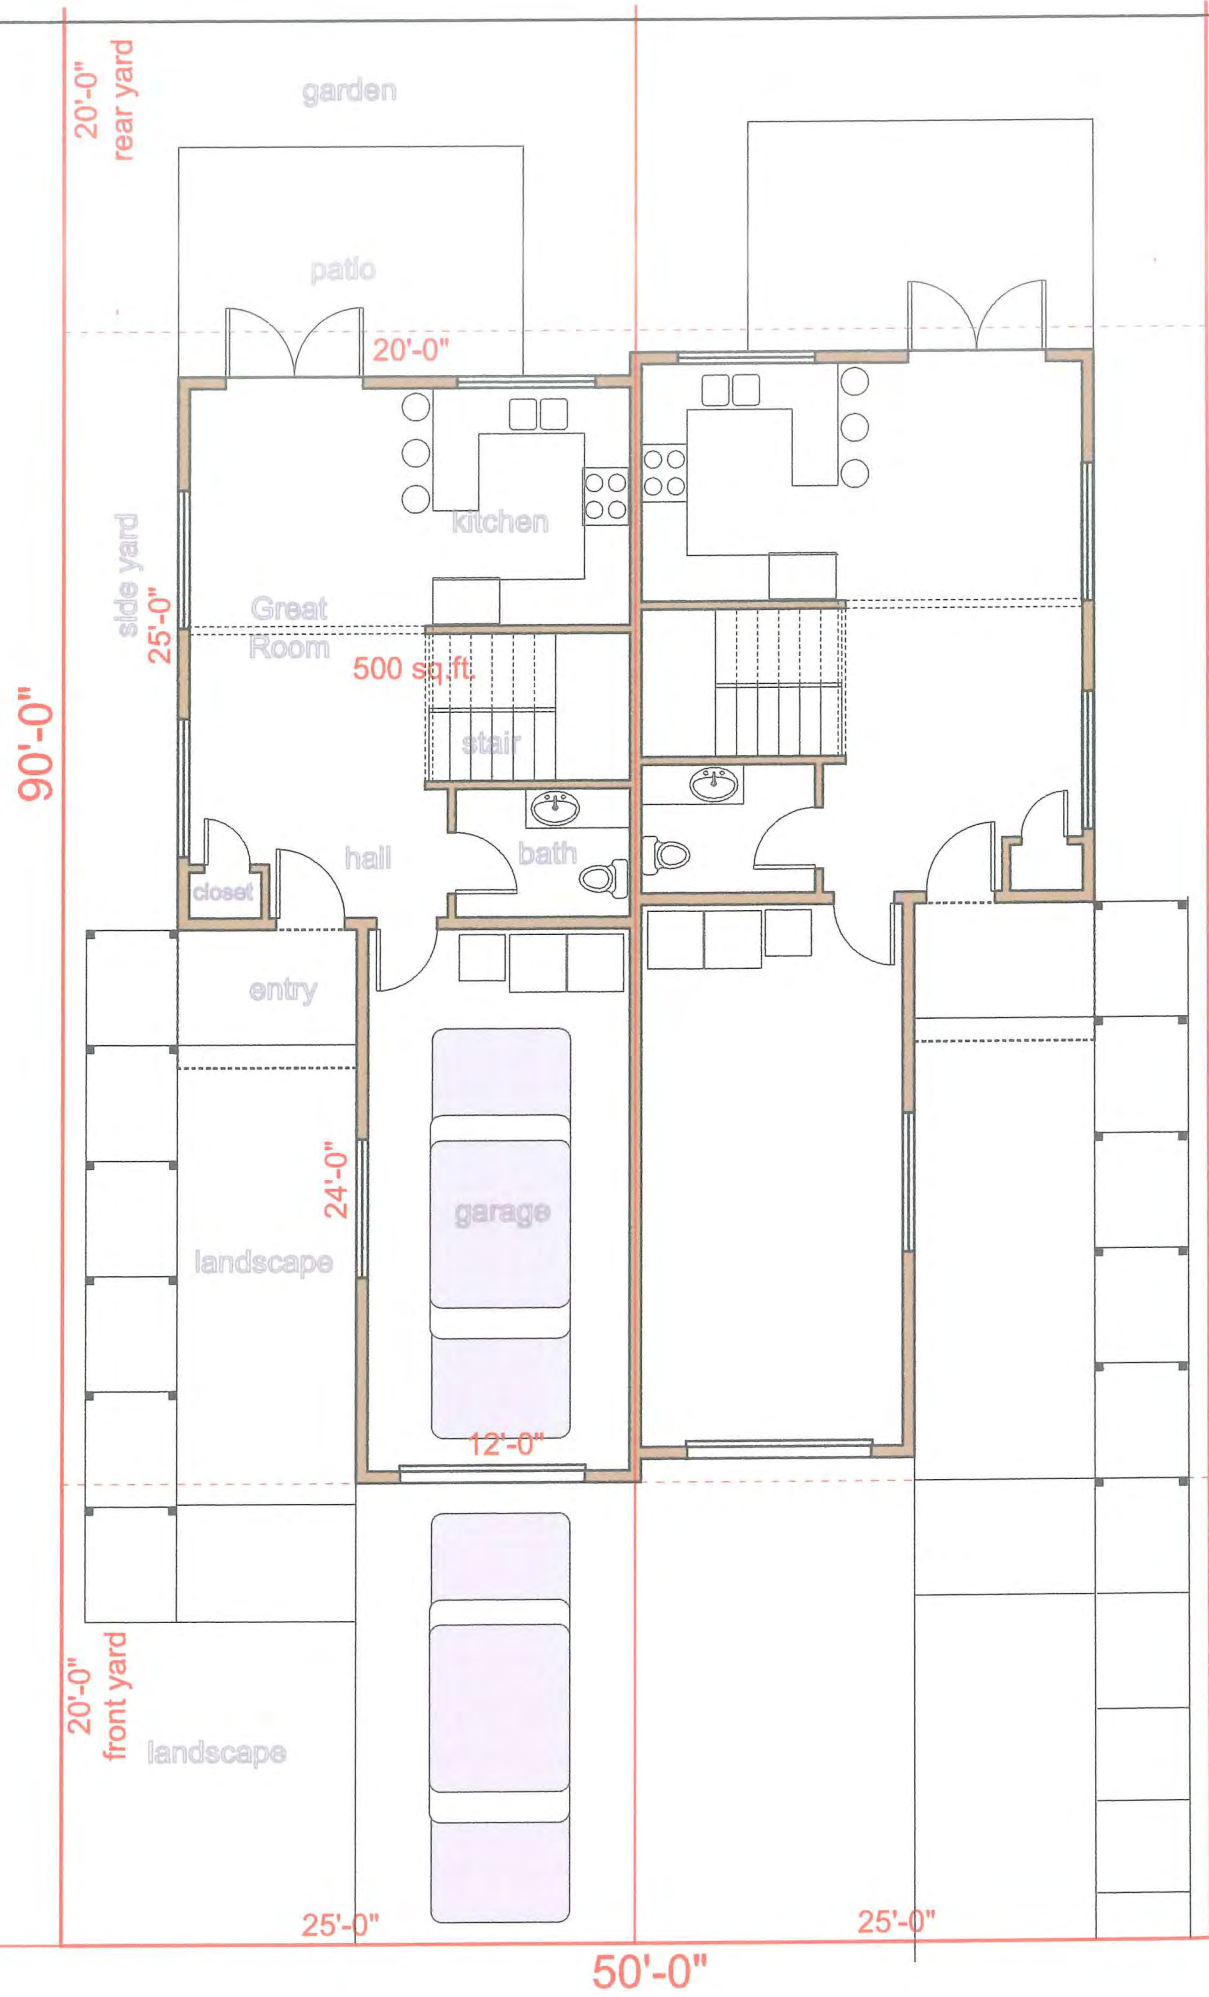 20'-0"
rear yard
garden
patio
20'-0"
kitchen
side yard
25'-0"
Great
Room
500 sq.ft.
stair
90'-0"
hall
bath
closet
entry
24'-0"
garage
landscape
12'-0"
20'-0"
front yard
landscape
25'-0"
25'-0"
50'-0"